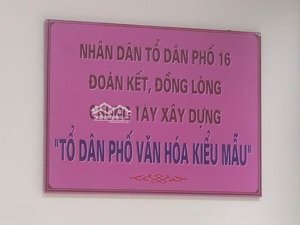 NHÂN DÂN TỔ DÂN PHỐ 16
ĐOÀN KẾT, ĐỒNG LÒNG
TAY XÂY DỰNG
"TỔ DÂN PHỐ VĂN HÓA KIỂU MẪU"